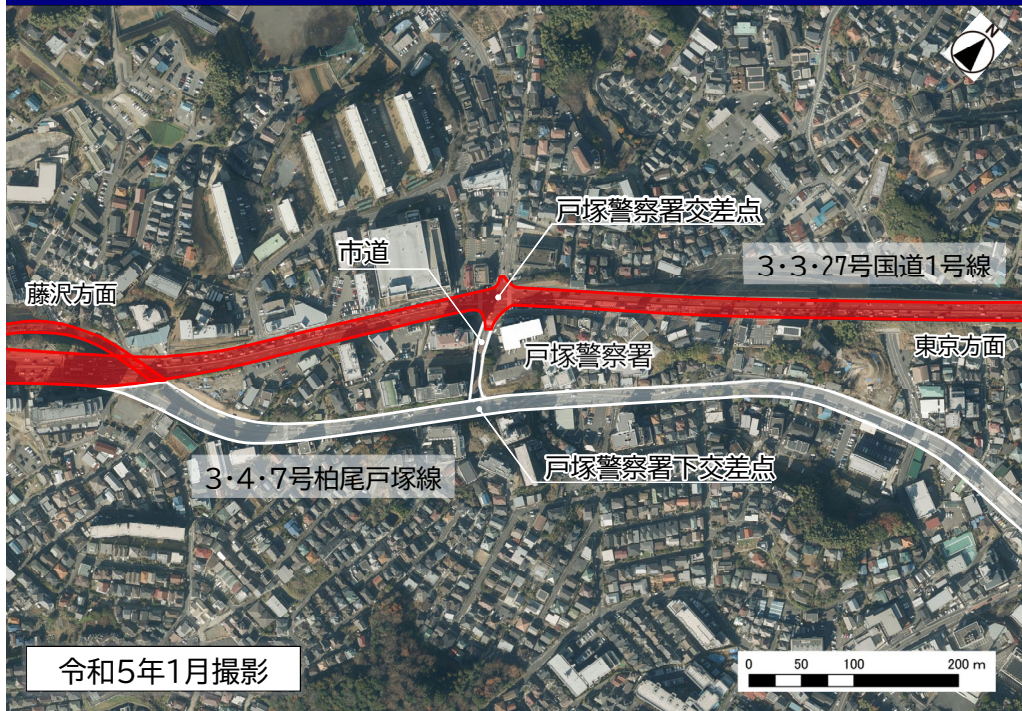 N
戸塚警察署交差点
市道
3・3・27号国道1号線
藤沢方面
東京方面
戸塚警察署
戸塚警察署下交差点
3・4・7号柏尾戸塚線
令和5年1月撮影
0 50 100 200 m